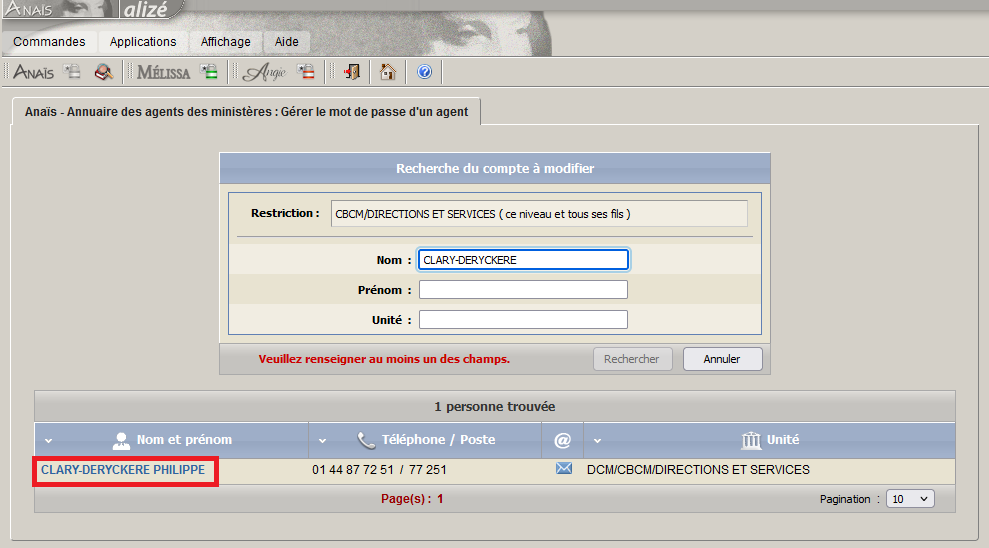 ANAÏS alizé
Commandes Applications Affichage Aide
ANAÏS MÉLISSA Angie
Anaïs - Annuaire des agents des ministères : Gérer le mot de passe d'un agent
Recherche du compte à modifier
Restriction : CBCM/DIRECTIONS ET SERVICES ( ce niveau et tous ses fils )
Nom : CLARY-DERYCKERE
Prénom :
Unité :
Veuillez renseigner au moins un des champs. Rechercher Annuler
1 personne trouvée
Nom et prénom Téléphone / Poste @ Unité
CLARY-DERYCKERE PHILIPPE 01 44 87 72 51 / 77 251 DCM/CBCM/DIRECTIONS ET SERVICES
Page(s) : 1 Pagination : 10